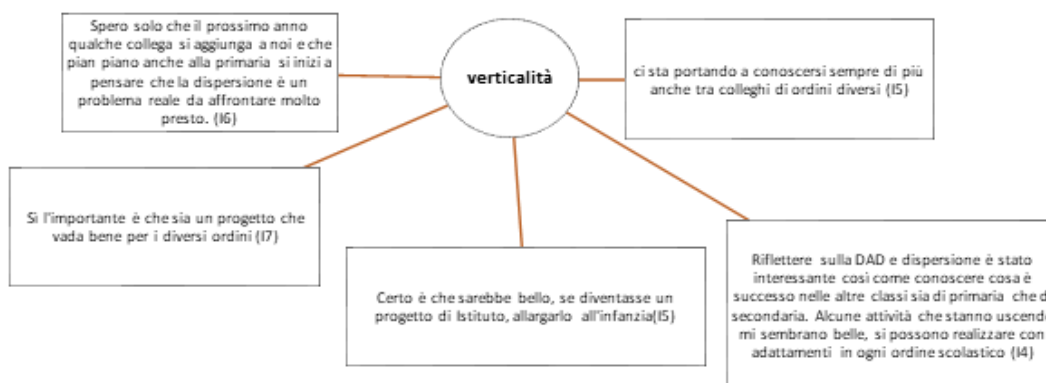 Spero solo che il prossimo anno
qualche collega si aggiunga a noi e che
pian piano anche alla primaria si inizi a
pensare che la dispersione è un
problema reale da affrontare molto
presto. (I6)
verticalità
ci sta portando a conoscersi sempre di più
anche tra colleghi di ordini diversi (I5)
Sì l'importante è che sia un progetto che
vada bene per i diversi ordini (I7)
Certo è che sarebbe bello, se diventasse un
progetto di Istituto, allargarlo all'infanzia(I5)
Riflettere sulla DAD e dispersione è stato
interessante così come conoscere cosa è
successo nelle altre classi sia di primaria che d
secondaria. Alcune attività che stanno uscend
mi sembrano belle, si possono realizzare con
adattamenti in ogni ordine scolastico (I4)